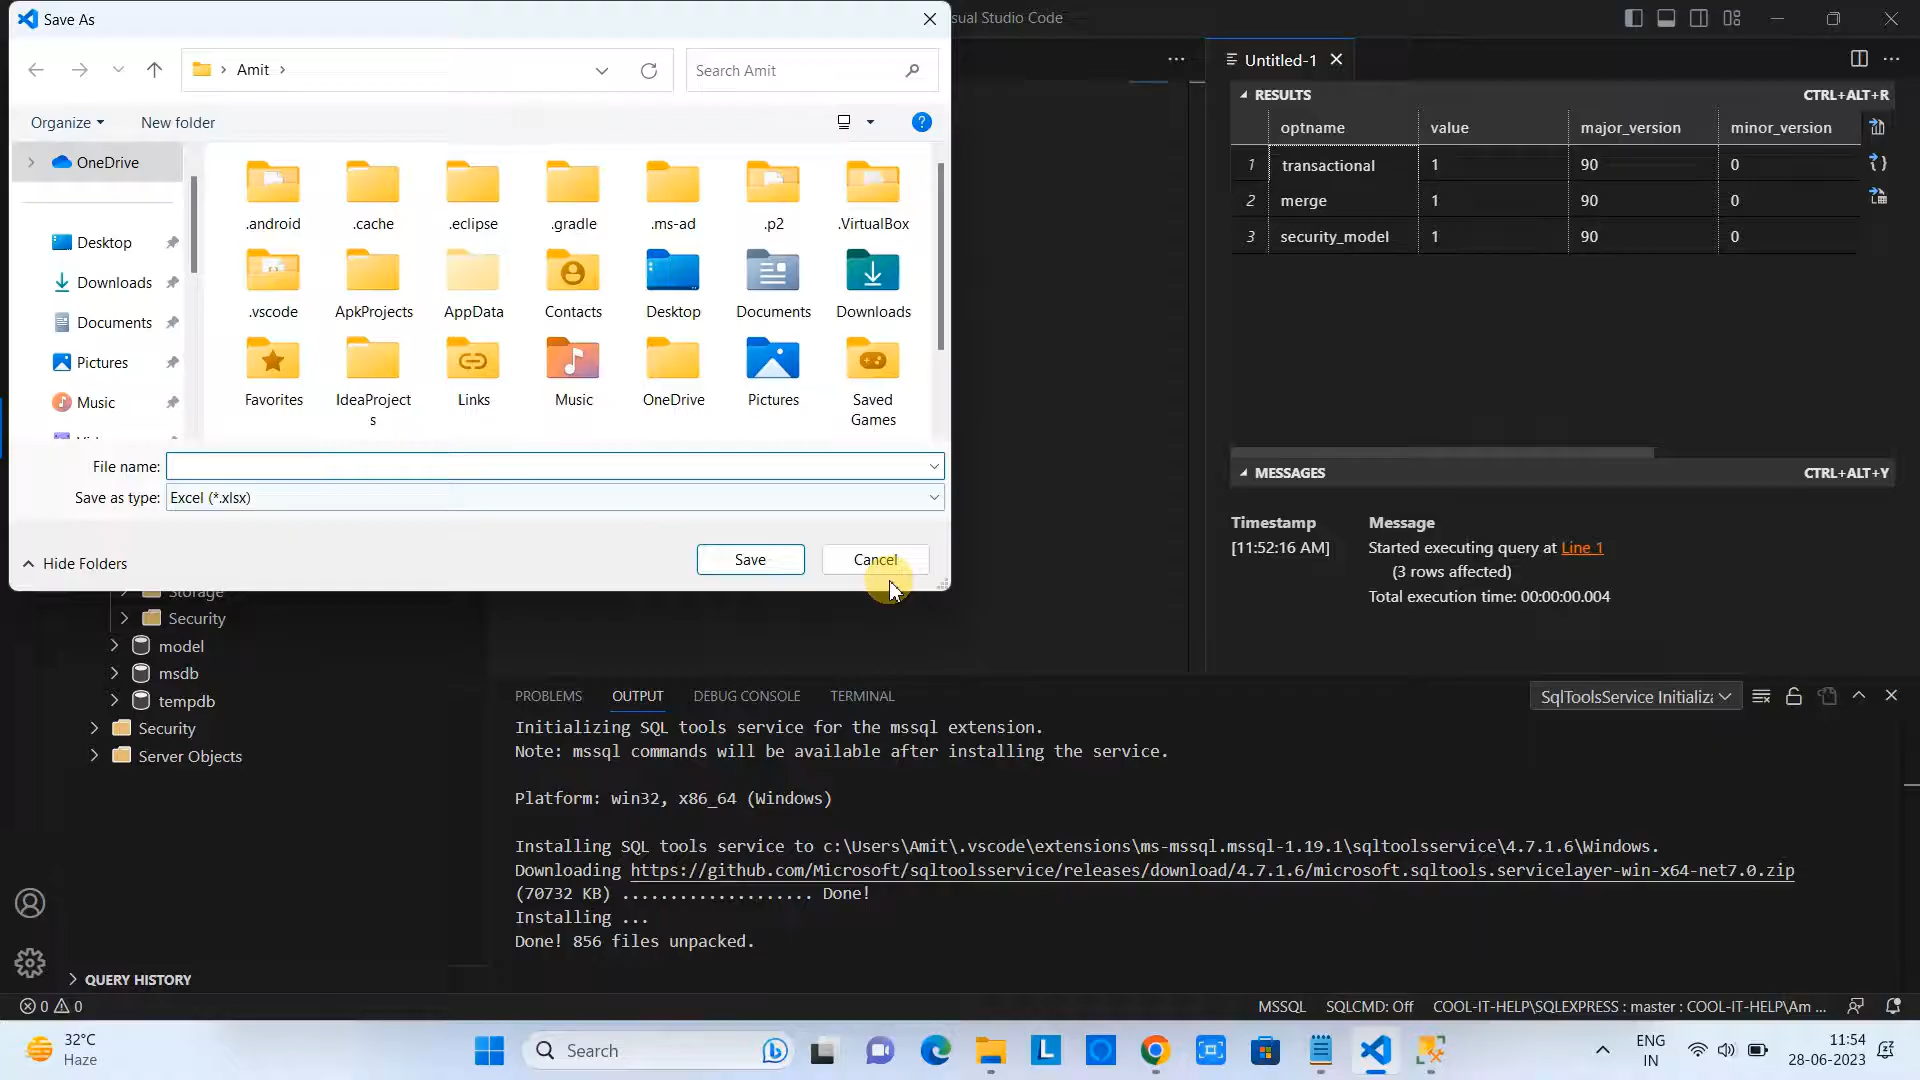 Save As
sual Studio Code
Amit
Search Amit
Organize
New folder
OneDrive
Desktop
Downloads
Documents
Pictures
Music
.android
.cache
.eclipse
.gradle
.ms-ad
.p2
.VirtualBox
.vscode
ApkProjects
AppData
Contacts
Desktop
Documents
Downloads
Favorites
IdeaProject
s
Links
Music
OneDrive
Pictures
Saved
Games
File name:
Save as type: Excel (*.xlsx)
Hide Folders
Save
Cancel
Untitled-1
RESULTS CTRL+ALT+R
optname value major_version minor_version
1 transactional 1 90 0
2 merge 1 90 0
3 security_model 1 90 0
MESSAGES CTRL+ALT+Y
Timestamp Message
[11:52:16 AM] Started executing query at Line 1
(3 rows affected)
Total execution time: 00:00:00.004
Storage
Security
model
msdb
tempdb
Security
Server Objects
QUERY HISTORY
PROBLEMS OUTPUT DEBUG CONSOLE TERMINAL
SqlToolsService Initializa
Initializing SQL tools service for the mssql extension.
Note: mssql commands will be available after installing the service.
Platform: win32, x86_64 (Windows)
Installing SQL tools service to c:\Users\Amit\.vscode\extensions\ms-mssql.mssql-1.19.1\sqltoolsservice\4.7.1.6\Windows.
Downloading https://github.com/Microsoft/sqltoolsservice/releases/download/4.7.1.6/microsoft.sqltools.servicelayer-win-x64-net7.0.zip
(70732 KB) .................... Done!
Installing ...
Done! 856 files unpacked.
0 0
MSSQL SQLCMD: Off COOL-IT-HELP\SQLEXPRESS : master : COOL-IT-HELP\Am ...
32°C
Haze
Search
ENG
IN
11:54
28-06-2023